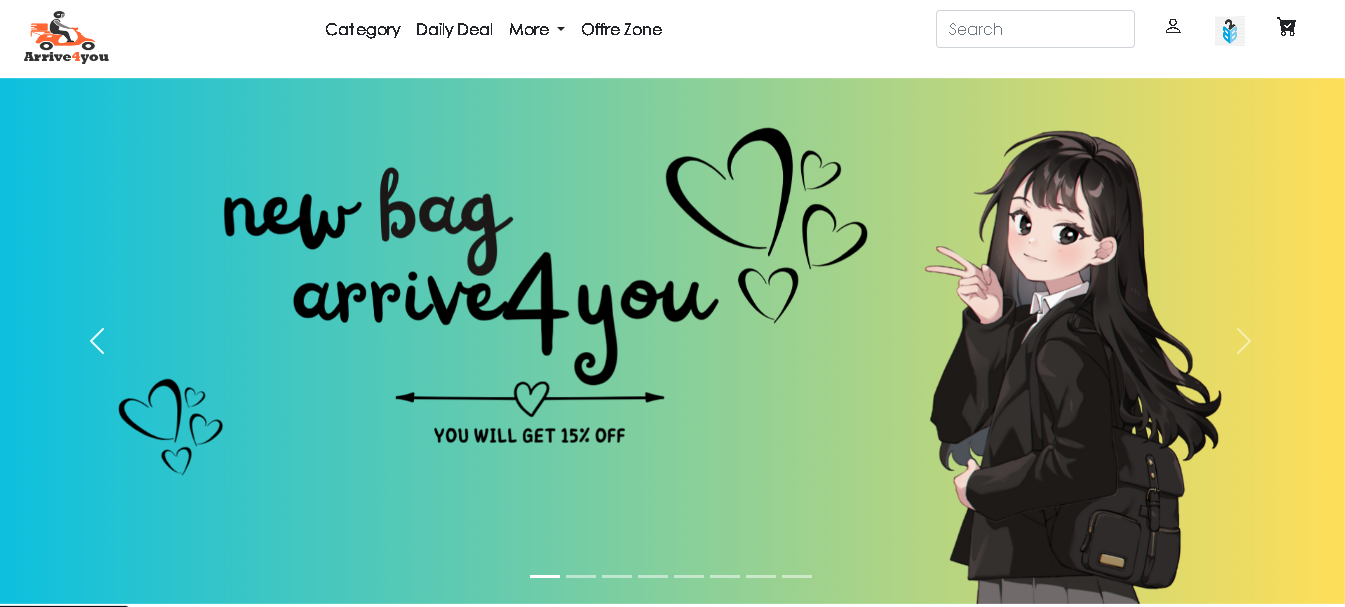 Arrive4you
Category Daily Deal More Offre Zone
Search
new bag
arrive4you
YOU WILL GET 15% OFF